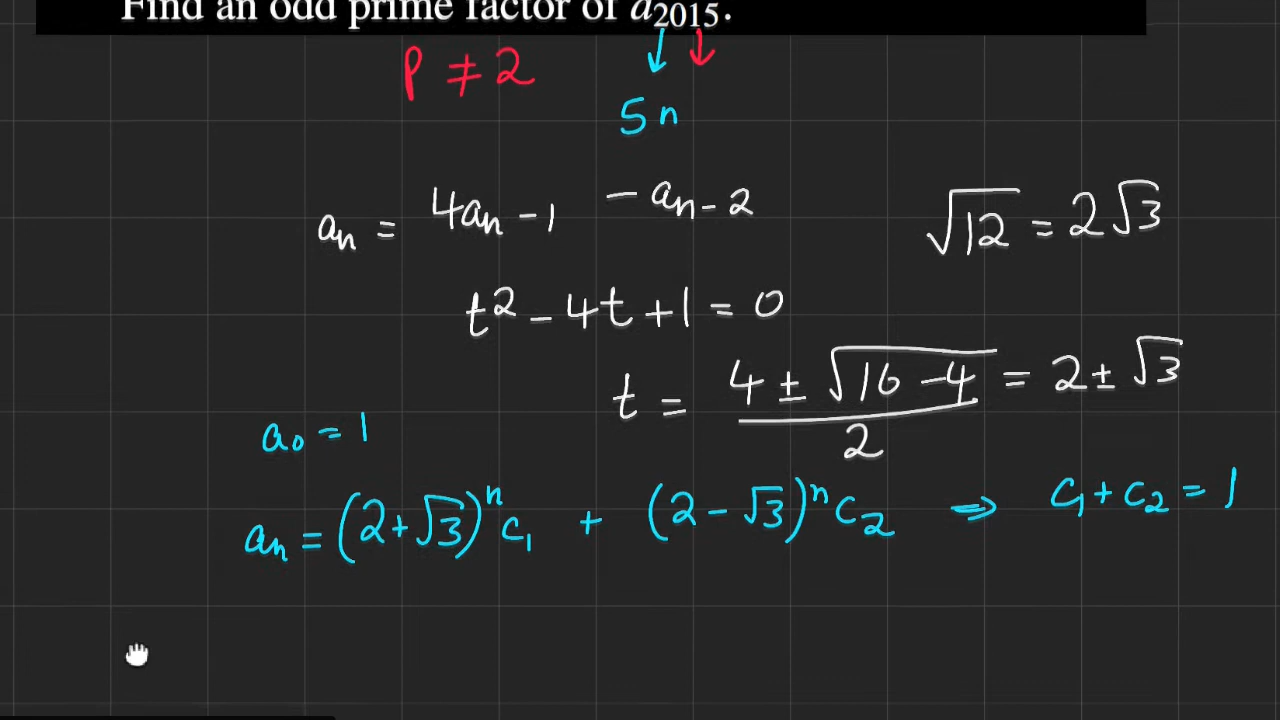 Find an odd prime factor of a₂₀₁₅.
p ≠ 2
5n
aₙ = 4aₙ₋₁ − aₙ₋₂
√12 = 2√3
t² − 4t + 1 = 0
t = (4 ± √(16 − 4))/2 = 2 ± √3
a₀ = 1
aₙ = (2 + √3)ⁿ c₁ + (2 − √3)ⁿ c₂ ⇒ c₁ + c₂ = 1